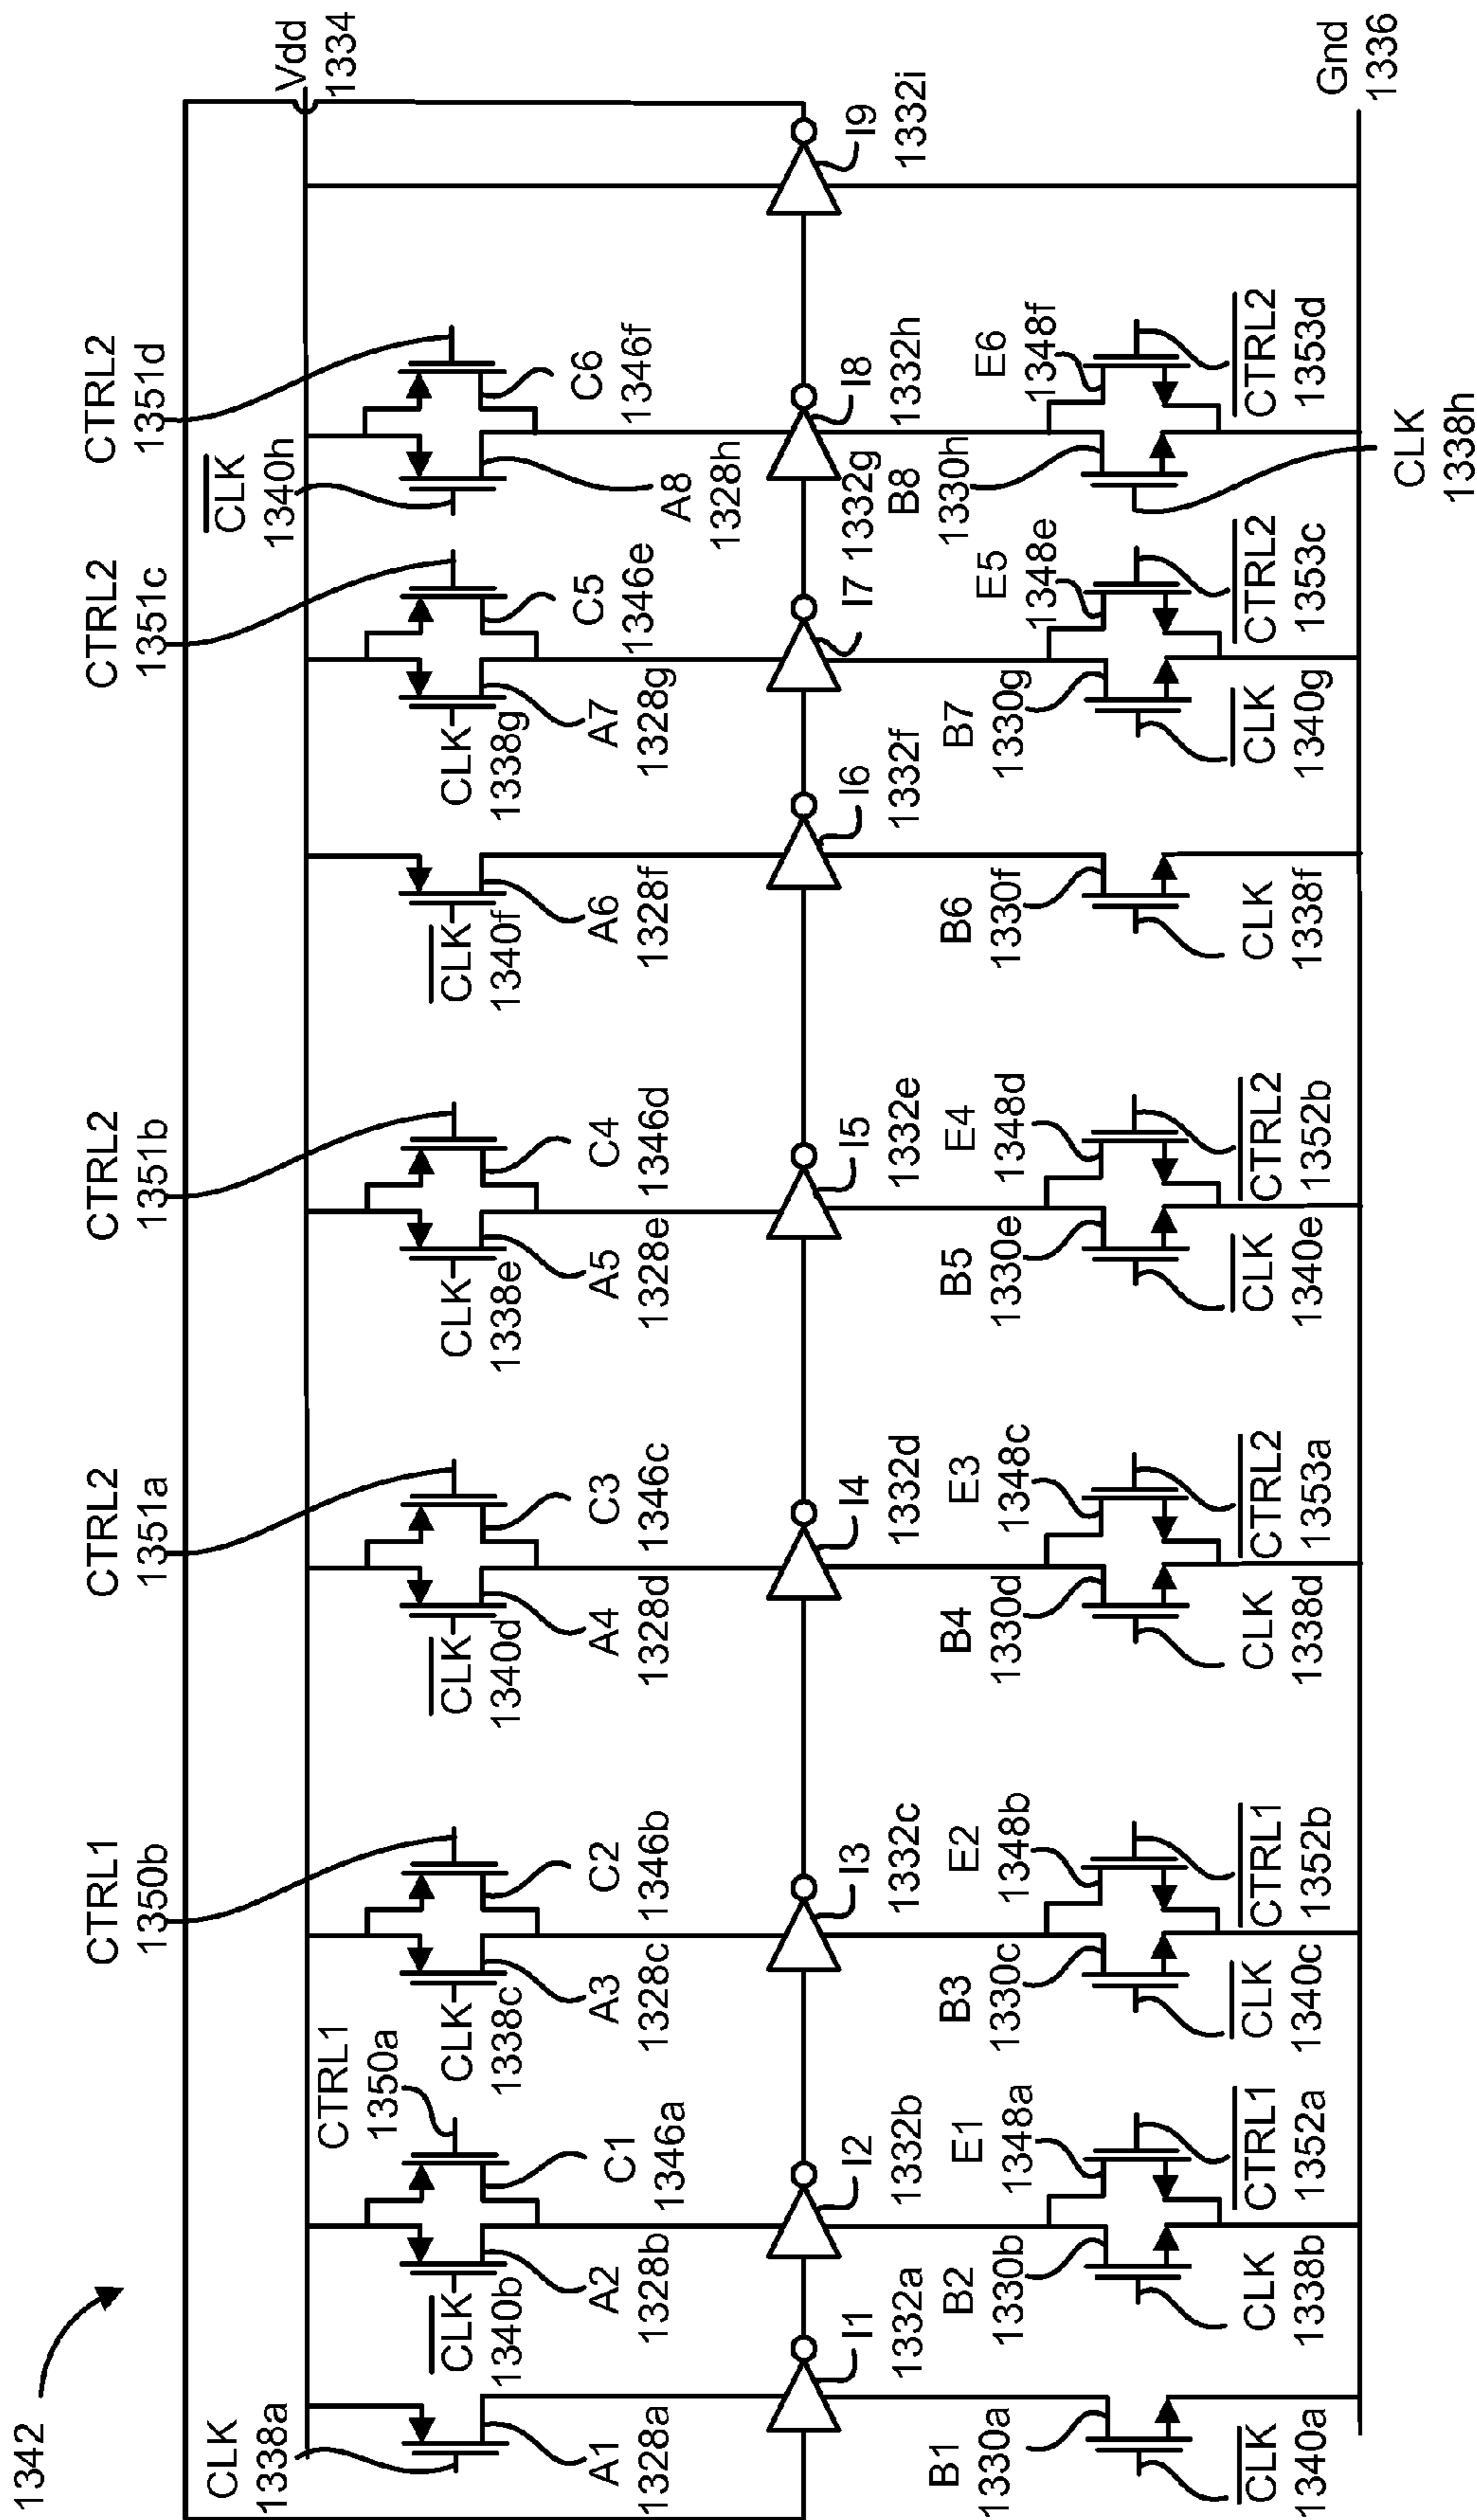 1342
CLK
1338a
CTRL1
1350a
CTRL1
1350b
CTRL2
1351a
CTRL2
1351b
CTRL2
1351c
CLK
1340h
CTRL2
1351d
Vdd
1334
A1
1328a
CLK
1340b
A2
1328b
C1
1346a
CLK
1338c
A3
1328c
C2
1346b
CLK
1340d
A4
1328d
C3
1346c
CLK
1338e
A5
1328e
C4
1346d
CLK
1340f
A6
1328f
CLK
1338g
A7
1328g
C5
1346e
A8
1328h
C6
1346f
I1
1332a
I2
1332b
I3
1332c
I4
1332d
I5
1332e
I6
1332f
I7
1332g
I8
1332h
I9
1332i
B1
1330a
CLK
1340a
B2
1330b
CLK
1338b
E1
1348a
CTRL1
1352a
B3
1330c
CLK
1340c
E2
1348b
CTRL1
1352b
B4
1330d
CLK
1338d
E3
1348c
CTRL2
1353a
B5
1330e
CLK
1340e
E4
1348d
CTRL2
1352b
B6
1330f
CLK
1338f
B7
1330g
CLK
1340g
E5
1348e
CTRL2
1353c
B8
1330h
CLK
1338h
E6
1348f
CTRL2
1353d
Gnd
1336